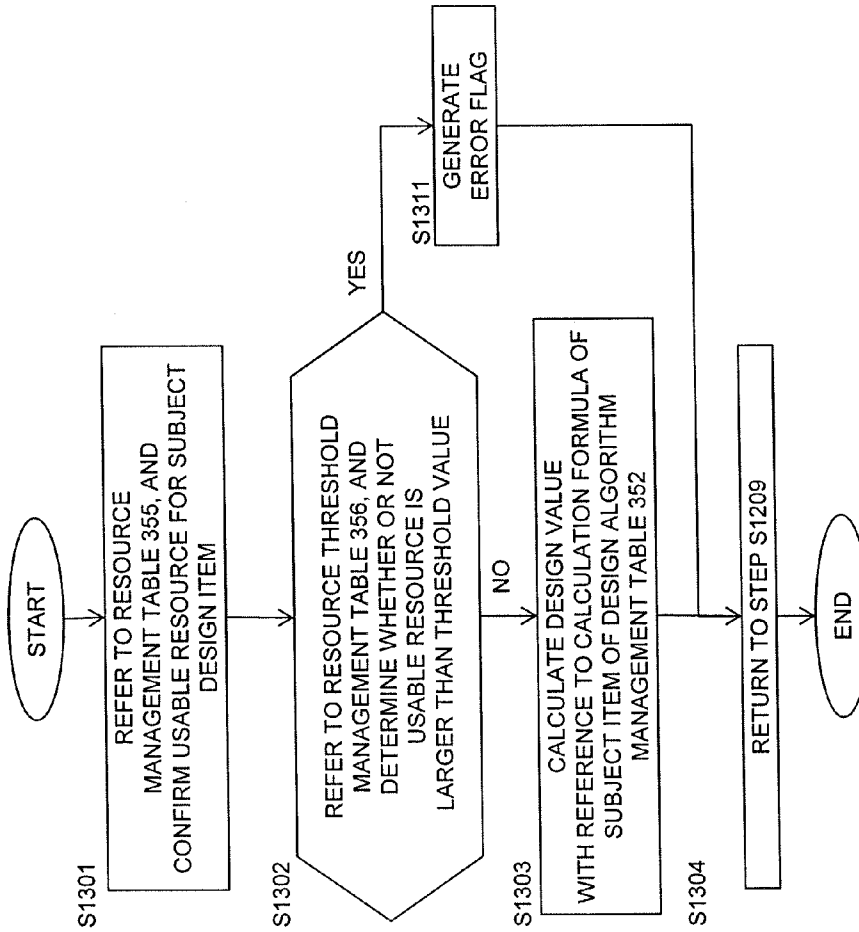 START
S1301
REFER TO RESOURCE
MANAGEMENT TABLE 355, AND
CONFIRM USABLE RESOURCE FOR SUBJECT
DESIGN ITEM
S1302
REFER TO RESOURCE THRESHOLD
MANAGEMENT TABLE 356, AND
DETERMINE WHETHER OR NOT
USABLE RESOURCE IS
LARGER THAN THRESHOLD VALUE
YES
S1311
GENERATE
ERROR FLAG
NO
S1303
CALCULATE DESIGN VALUE
WITH REFERENCE TO CALCULATION FORMULA OF
SUBJECT ITEM OF DESIGN ALGORITHM
MANAGEMENT TABLE 352
S1304
RETURN TO STEP S1209
END